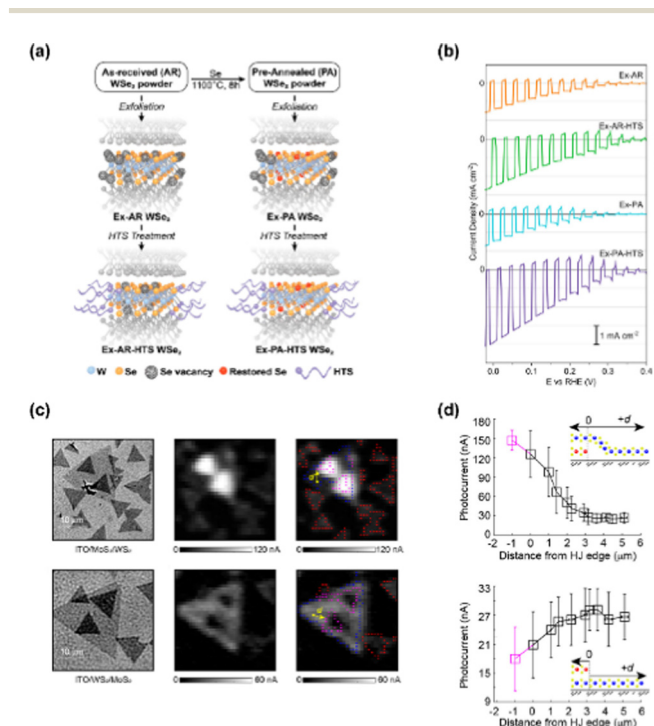 (a)
As-received (AR)
WSe₂ powder
Se
1100°C, 6h
Pre-Annealed (PA)
WSe₂ powder
Exfoliation
Exfoliation
Ex-AR WSe₂
Ex-PA WSe₂
HTS Treatment
HTS Treatment
Ex-AR-HTS WSe₂
Ex-PA-HTS WSe₂
W
Se
Se vacancy
Restored Se
HTS
(b)
Current Density (mA cm⁻²)
Ex-AR
0
Ex-AR-HTS
0
Ex-PA
0
Ex-PA-HTS
0
1 mA cm⁻²
0.0 0.1 0.2 0.3 0.4
E vs RHE (V)
(c)
10 μm
ITO/MoS₂/WS₂
d
0 120 nA
0 120 nA
10 μm
ITO/WS₂/MoS₂
d
0 60 nA
0 60 nA
(d)
Photocurrent (nA)
180
150
120
90
60
30
0
0 +d
-2 -1 0 1 2 3 4 5 6
Distance from HJ edge (μm)
Photocurrent (nA)
33
27
21
15
9
0 +d
-2 -1 0 1 2 3 4 5 6
Distance from HJ edge (μm)